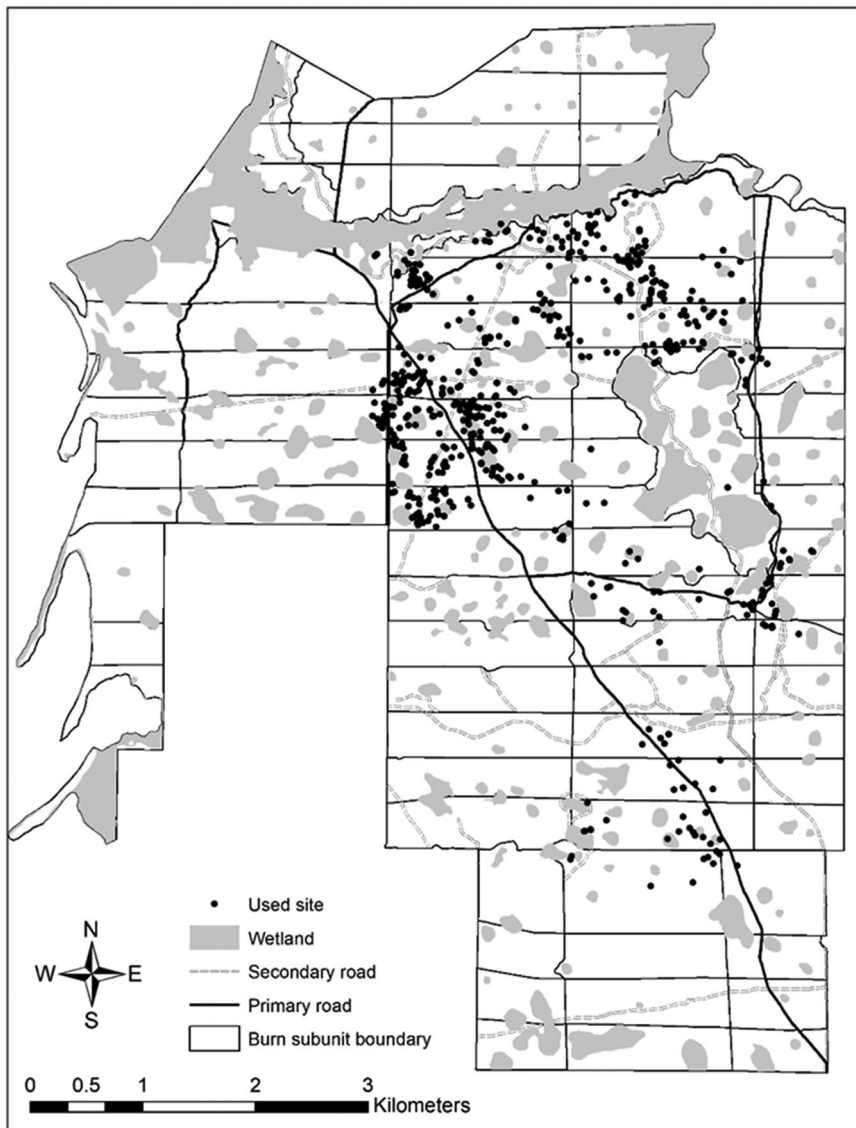 Used site
Wetland
Secondary road
Primary road
Burn subunit boundary
N
W E
S
0 0.5 1 2 3
Kilometers